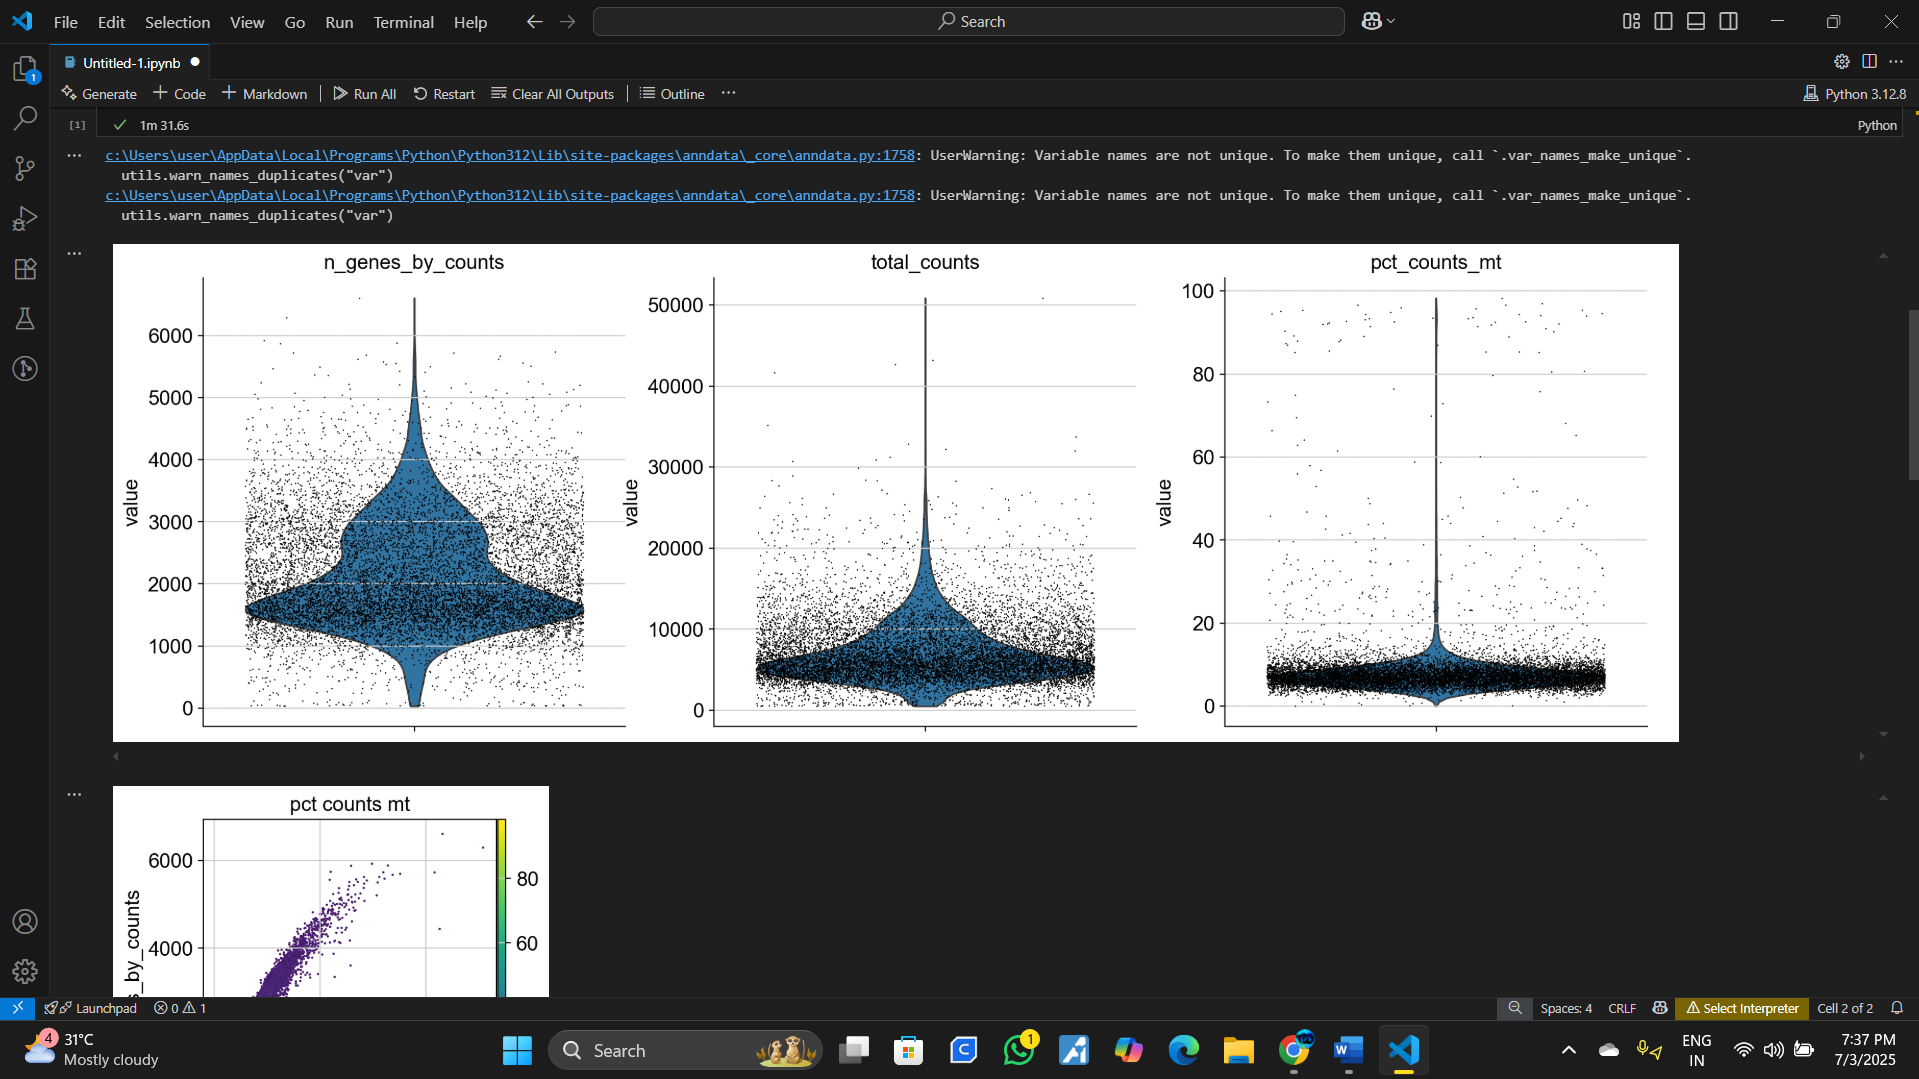 File Edit Selection View Go Run Terminal Help
Search
1
Untitled-1.ipynb
Generate Code Markdown Run All Restart Clear All Outputs Outline ... Python 3.12.8
[1] 1m 31.6s Python
c:\Users\user\AppData\Local\Programs\Python\Python312\Lib\site-packages\anndata\_core\anndata.py:1758: UserWarning: Variable names are not unique. To make them unique, call `.var_names_make_unique`.
utils.warn_names_duplicates("var")
c:\Users\user\AppData\Local\Programs\Python\Python312\Lib\site-packages\anndata\_core\anndata.py:1758: UserWarning: Variable names are not unique. To make them unique, call `.var_names_make_unique`.
utils.warn_names_duplicates("var")
n_genes_by_counts
value
6000
5000
4000
3000
2000
1000
0
total_counts
value
50000
40000
30000
20000
10000
0
pct_counts_mt
value
100
80
60
40
20
0
pct counts mt
s_by_counts
6000
4000
80
60
Launchpad 0 1 Spaces: 4 CRLF Select Interpreter Cell 2 of 2
4
31°C
Mostly cloudy
Search
1
ENG
IN
7:37 PM
7/3/2025